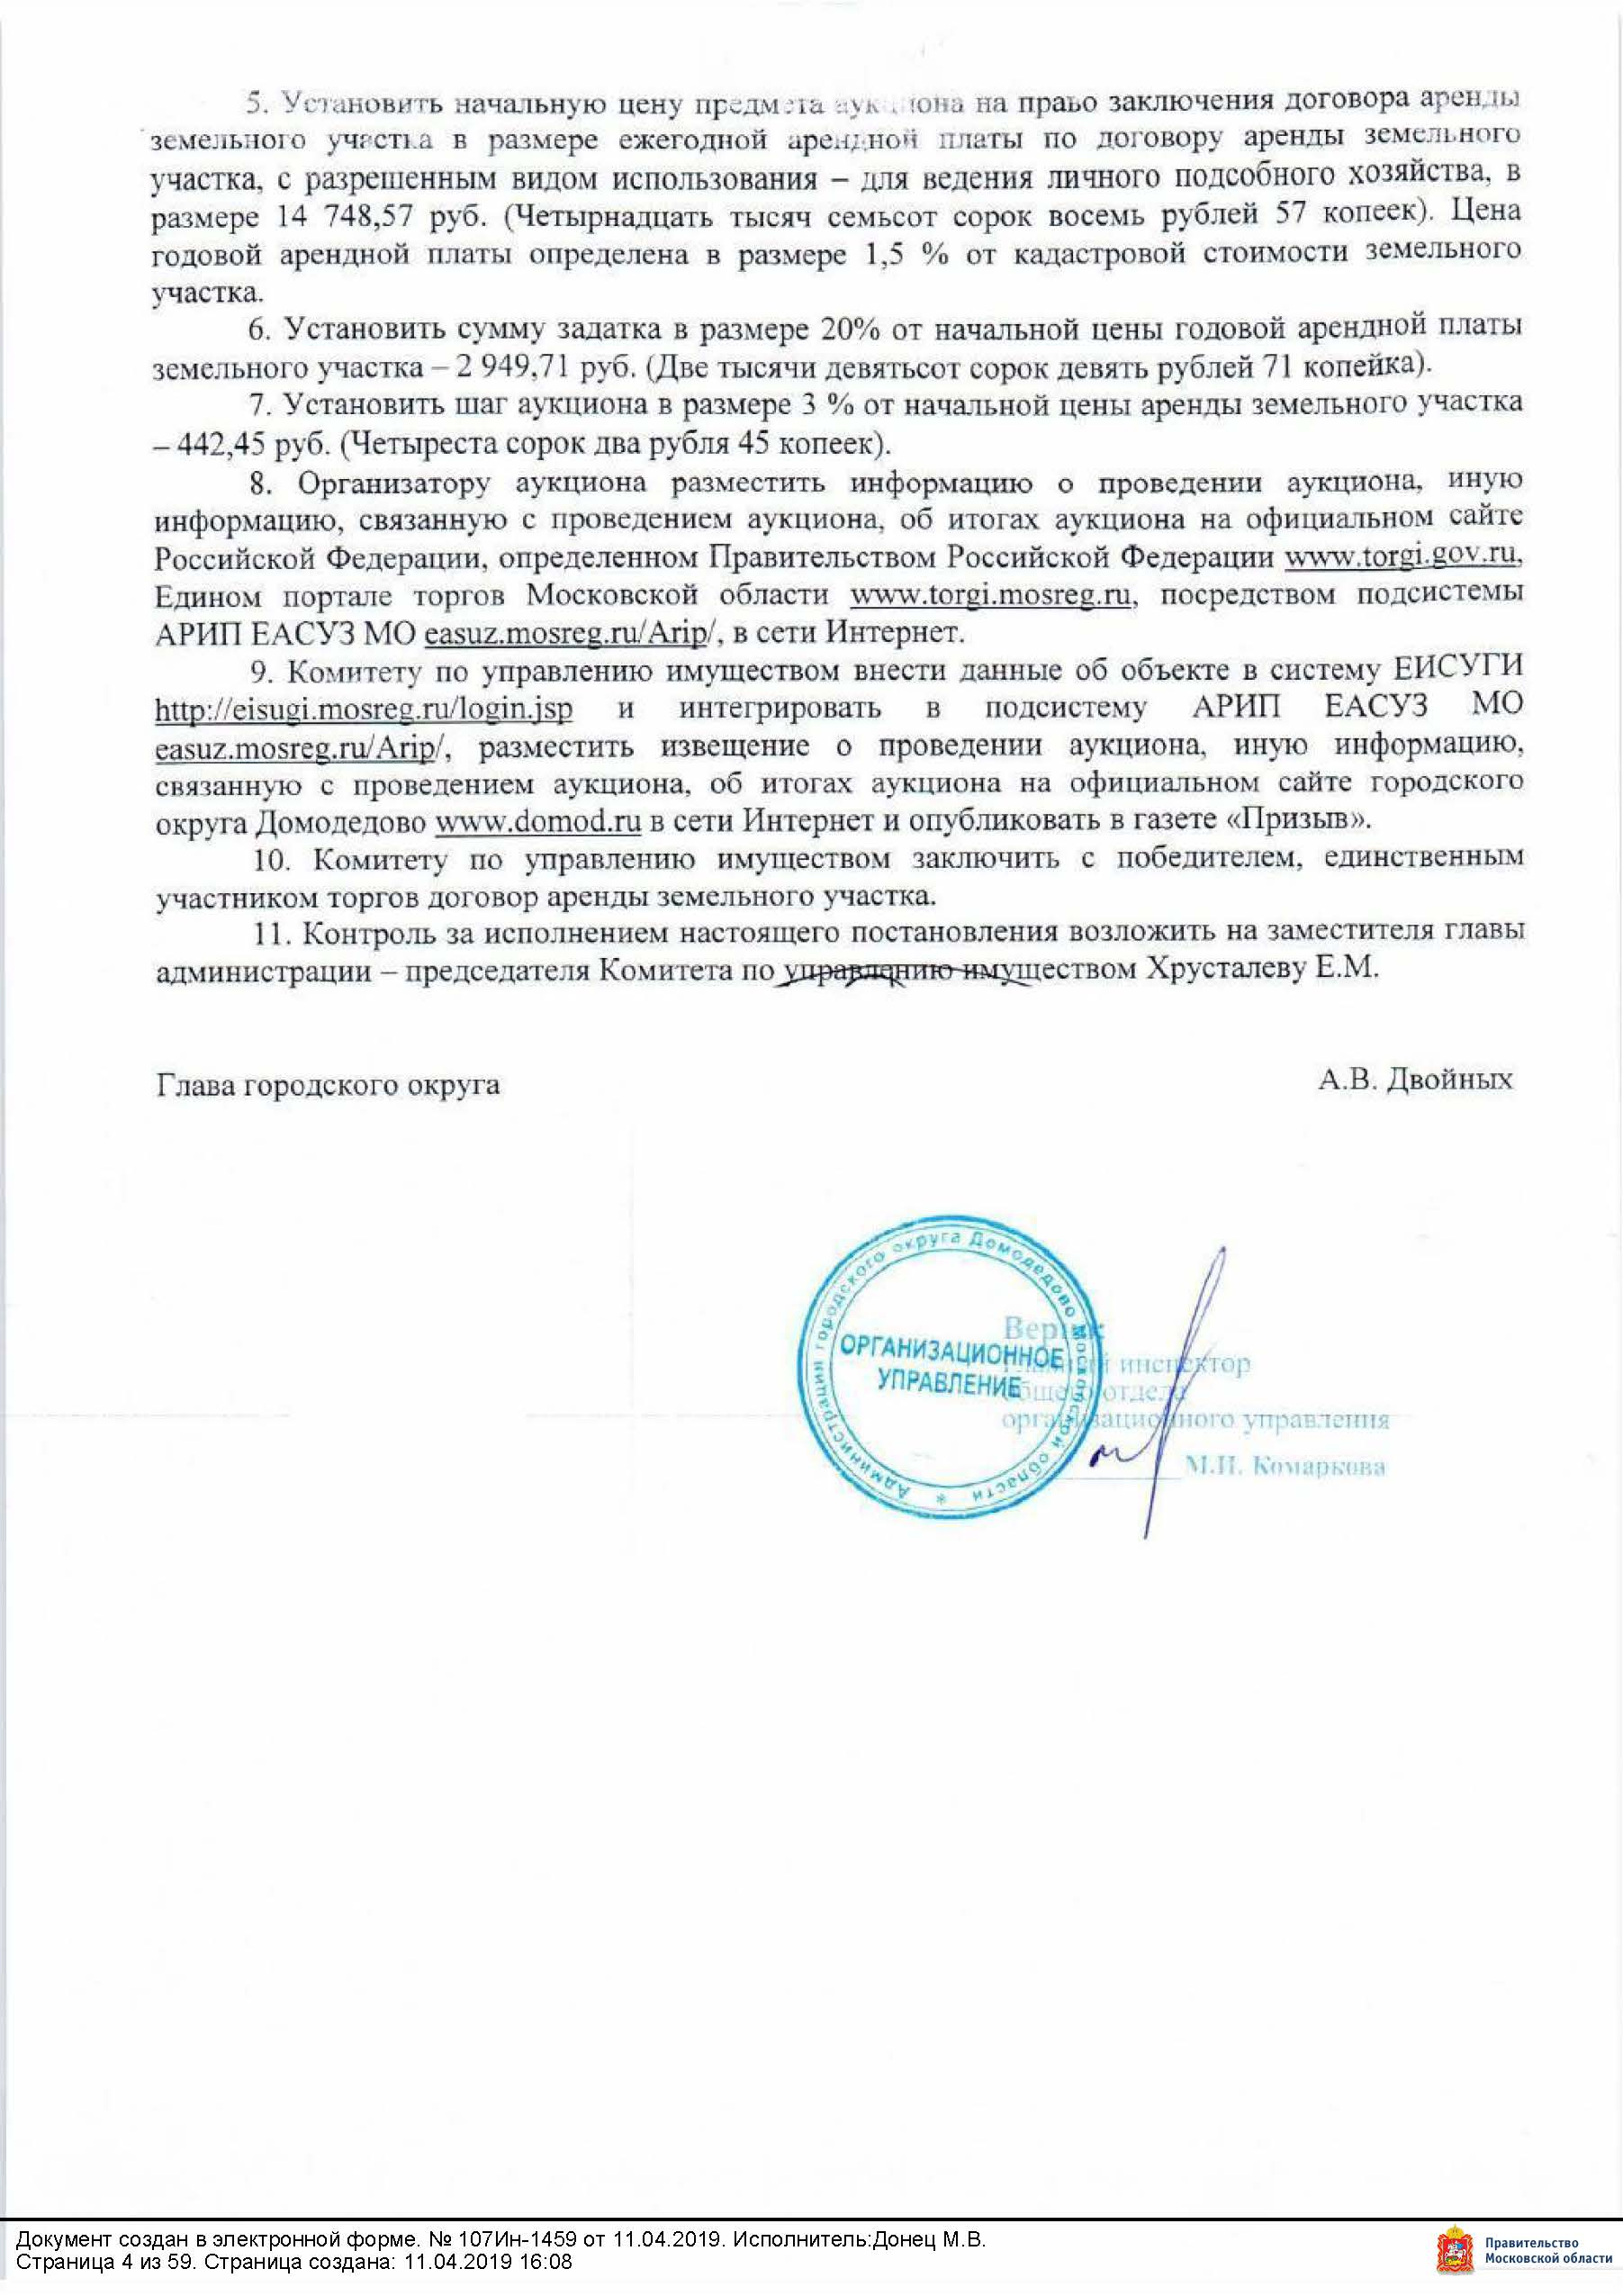 5. Установить начальную цену предмета аукциона на право заключения договора аренды
земельного участка в размере ежегодной арендной платы по договору аренды земельного
участка, с разрешенным видом использования – для ведения личного подсобного хозяйства, в
размере 14 748,57 руб. (Четырнадцать тысяч семьсот сорок восемь рублей 57 копеек). Цена
годовой арендной платы определена в размере 1,5 % от кадастровой стоимости земельного
участка.
6. Установить сумму задатка в размере 20% от начальной цены годовой арендной платы
земельного участка – 2 949,71 руб. (Две тысячи девятьсот сорок девять рублей 71 копейка).
7. Установить шаг аукциона в размере 3 % от начальной цены аренды земельного участка
– 442,45 руб. (Четыреста сорок два рубля 45 копеек).
8. Организатору аукциона разместить информацию о проведении аукциона, иную
информацию, связанную с проведением аукциона, об итогах аукциона на официальном сайте
Российской Федерации, определенном Правительством Российской Федерации www.torgi.gov.ru,
Едином портале торгов Московской области www.torgi.mosreg.ru, посредством подсистемы
АРИП ЕАСУЗ МО easuz.mosreg.ru/Arip/, в сети Интернет.
9. Комитету по управлению имуществом внести данные об объекте в систему ЕИСУГИ
http://eisugi.mosreg.ru/login.jsp и интегрировать в подсистему АРИП ЕАСУЗ МО
easuz.mosreg.ru/Arip/, разместить извещение о проведении аукциона, иную информацию,
связанную с проведением аукциона, об итогах аукциона на официальном сайте городского
округа Домодедово www.domod.ru в сети Интернет и опубликовать в газете «Призыв».
10. Комитету по управлению имуществом заключить с победителем, единственным
участником торгов договор аренды земельного участка.
11. Контроль за исполнением настоящего постановления возложить на заместителя главы
администрации – председателя Комитета по управлению имуществом Хрусталеву Е.М.
Глава городского округа
А.В. Двойных
Администрация городского округа Домодедово Московской области *
ОРГАНИЗАЦИОННОЕ
УПРАВЛЕНИЕ
инспектор
общего отдела
организационного управления
М.И. Комаркова
Документ создан в электронной форме. № 107Ин-1459 от 11.04.2019. Исполнитель:Донец М.В.
Страница 4 из 59. Страница создана: 11.04.2019 16:08
Правительство
Московской области